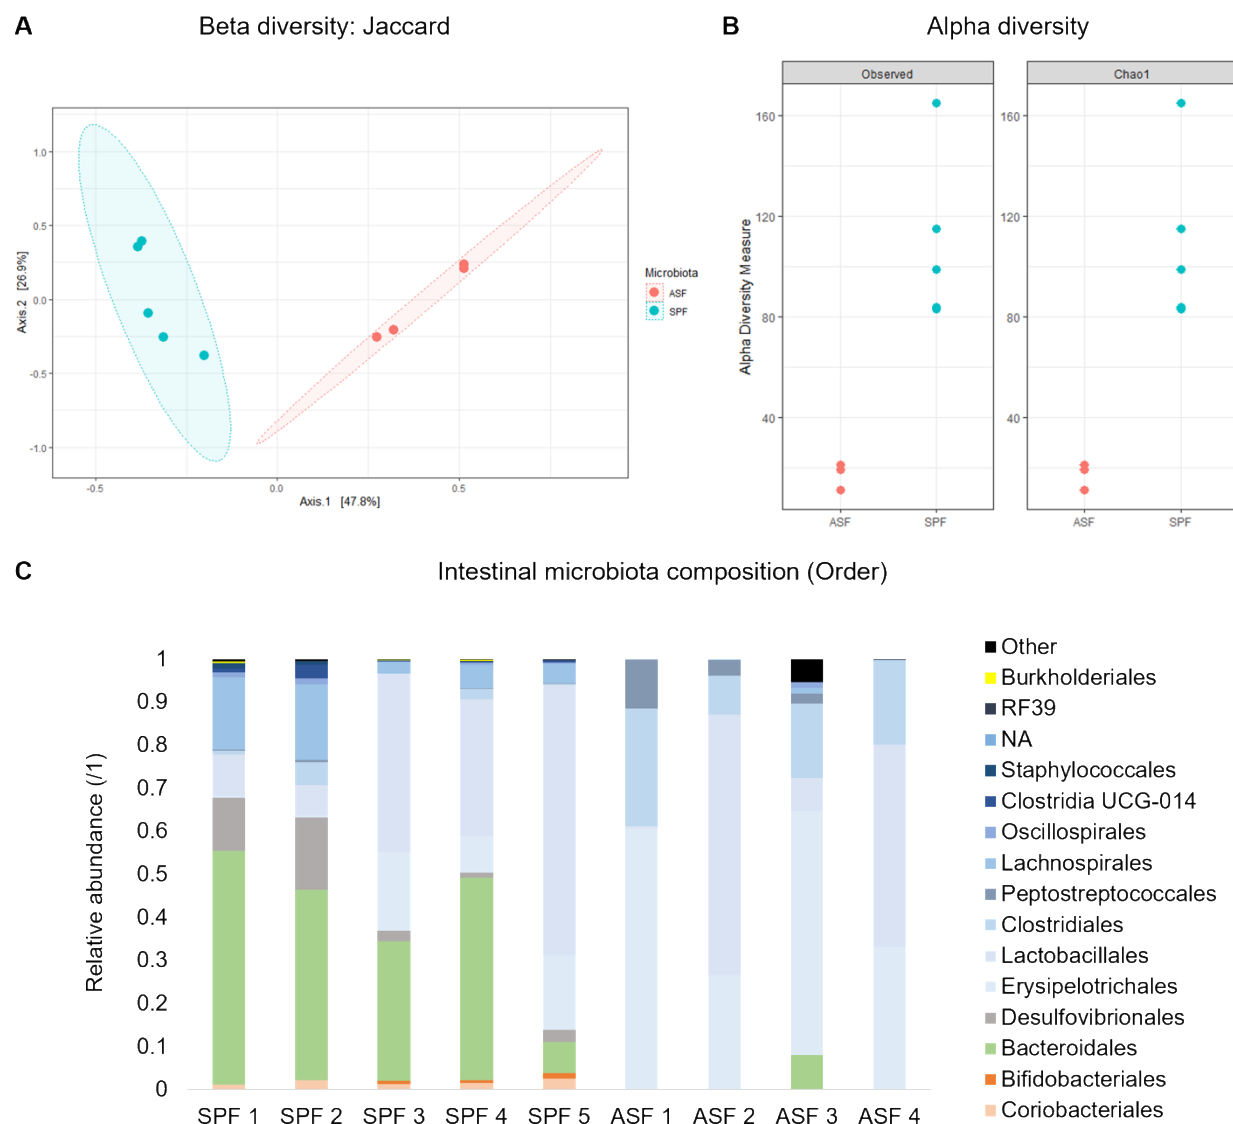 A
Beta diversity: Jaccard
1.0
0.5
0.0
-0.5
-1.0
Axis.2 [26.9%]
-0.5
0.0
0.5
Axis.1 [47.8%]
Microbiota
ASF
SPF
B
Alpha diversity
Observed
Chao1
Alpha Diversity Measure
160
120
80
40
160
120
80
40
ASF
SPF
ASF
SPF
C
Intestinal microbiota composition (Order)
Relative abundance (/1)
1
0.9
0.8
0.7
0.6
0.5
0.4
0.3
0.2
0.1
0
SPF 1
SPF 2
SPF 3
SPF 4
SPF 5
ASF 1
ASF 2
ASF 3
ASF 4
Other
Burkholderiales
RF39
NA
Staphylococcales
Clostridia UCG-014
Oscillospirales
Lachnospirales
Peptostreptococcales
Clostridiales
Lactobacillales
Erysipelotrichales
Desulfovibrionales
Bacteroidales
Bifidobacteriales
Coriobacteriales